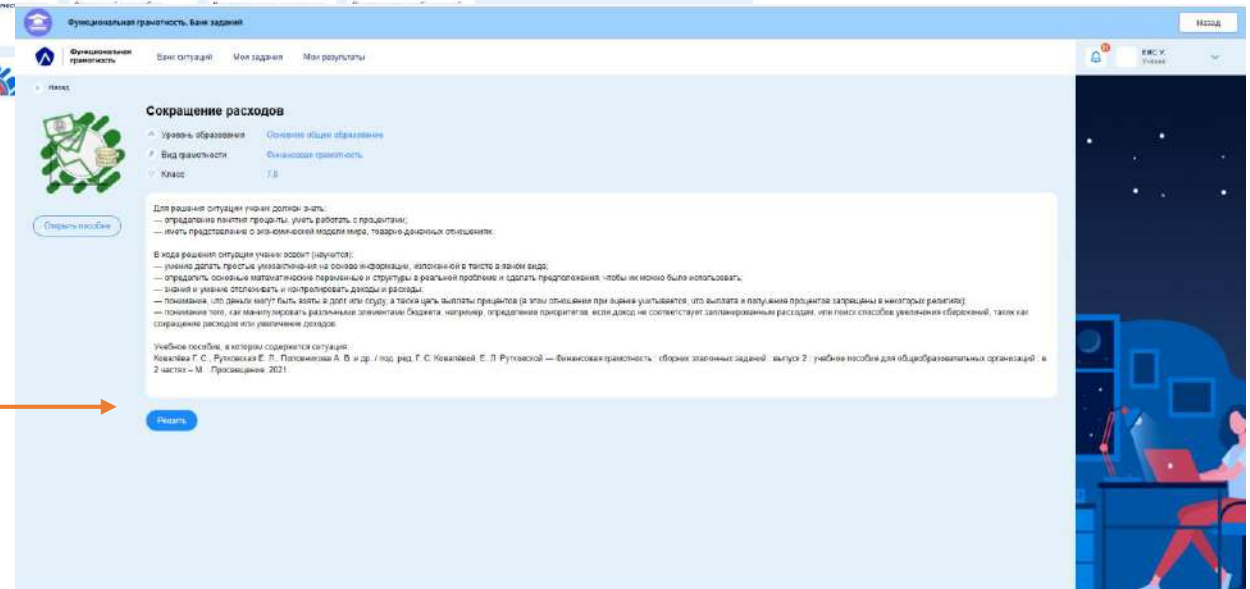 Функциональная грамотность. Банк заданий
Назад
Функциональная
грамотность
Банк ситуаций
Мои задания
Мои результаты
ЕИС У.
Ученик
Назад
Сокращение расходов
Уровень образования
Основное общее образование
Вид грамотности
Финансовая грамотность
Класс
Открыть пособие
Для решения ситуации ученик должен знать:
— определение понятия проценты, уметь работать с процентами;
— иметь представление о экономической модели мира, товарно-денежных отношениях.
В ходе решения ситуации ученик освоит (научится):
— умение делать простые умозаключения на основе информации, изложенной в тексте в явном виде;
— определить основные математические переменные и структуры в реальной проблеме и сделать предположения, чтобы их можно было использовать;
— знания и умение отслеживать и контролировать доходы и расходы;
— понимание, что деньги могут быть взяты в долг или ссуду, а также цель выплаты процентов (в этом отношении при оценке учитывается, что выплата и получение процентов запрещены в некоторых религиях);
— понимание того, как манипулировать различными элементами бюджета, например, определение приоритетов, если доход не соответствует запланированным расходам, или поиск способов увеличения сбережений, таких как
сокращение расходов или увеличение доходов.
Учебное пособие, в котором содержится ситуация:
Ковалёва Г. С., Рутковская Е. Л., Половникова А. В. и др. / под. ред. Г. С. Ковалёвой, Е. Л. Рутковской — Финансовая грамотность : сборник эталонных заданий : выпуск 2 : учебное пособие для общеобразовательных организаций : в
2 частях – М. : Просвещение, 2021.
Решить